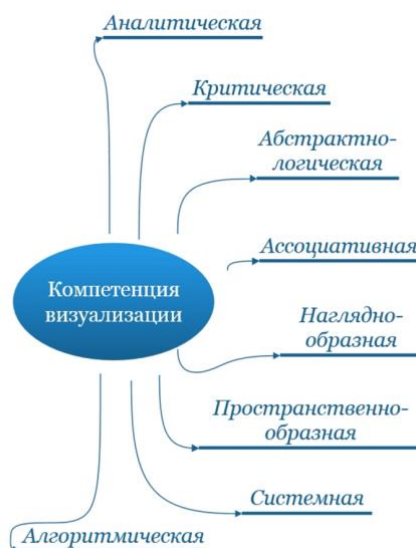 Аналитическая
Критическая
Абстрактно-
логическая
Ассоциативная
Компетенция
визуализации
Наглядно-
образная
Пространственно-
образная
Системная
Алгоритмическая